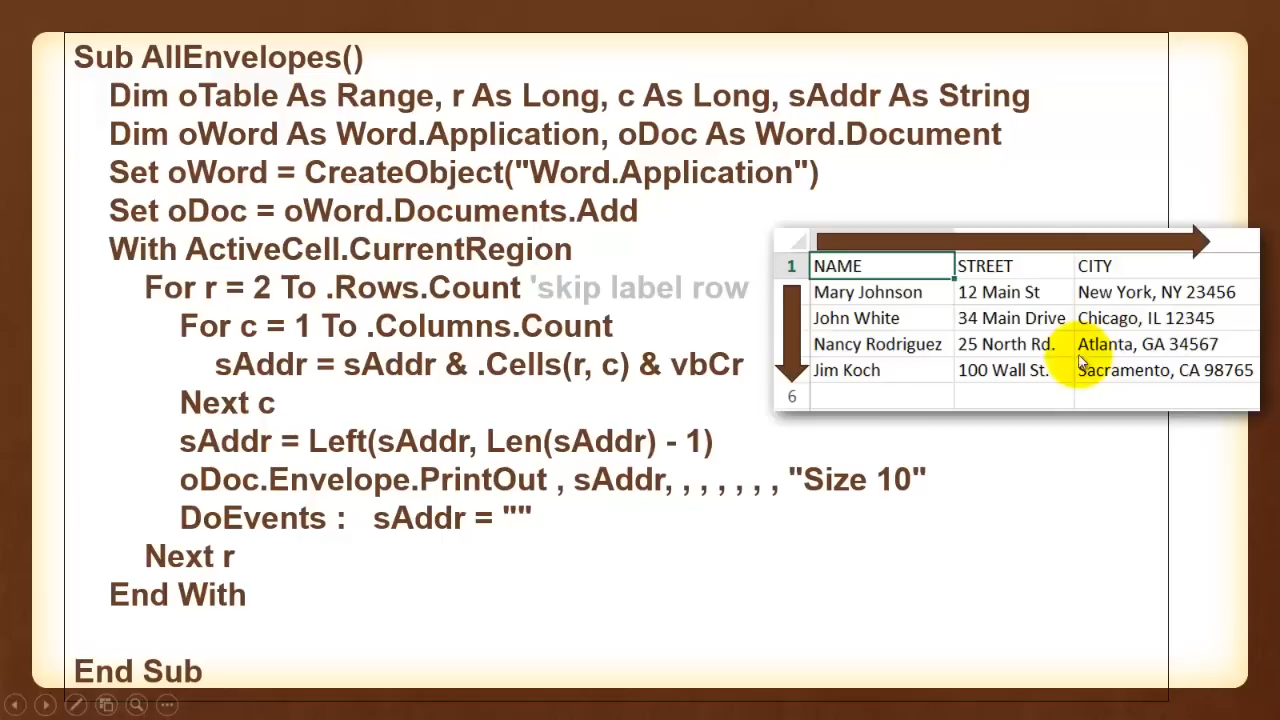 Sub AllEnvelopes()
Dim oTable As Range, r As Long, c As Long, sAddr As String
Dim oWord As Word.Application, oDoc As Word.Document
Set oWord = CreateObject("Word.Application")
Set oDoc = oWord.Documents.Add
With ActiveCell.CurrentRegion
For r = 2 To .Rows.Count 'skip label row
For c = 1 To .Columns.Count
sAddr = sAddr & .Cells(r, c) & vbCr
Next c
sAddr = Left(sAddr, Len(sAddr) - 1)
oDoc.Envelope.PrintOut , sAddr, , , , , , "Size 10"
DoEvents : sAddr = ""
Next r
End With
End Sub
1 NAME STREET CITY
Mary Johnson 12 Main St New York, NY 23456
John White 34 Main Drive Chicago, IL 12345
Nancy Rodriguez 25 North Rd. Atlanta, GA 34567
Jim Koch 100 Wall St. Sacramento, CA 98765
6